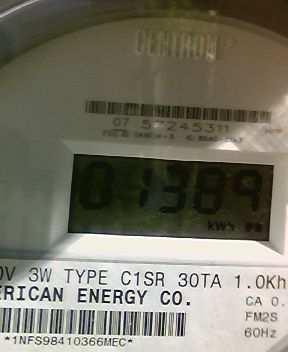 CENTRON®
07 57245311
01389
kWh
0V 3W TYPE C1SR 30TA 1.0Kh
ERICAN ENERGY CO.
CA 0.
FM2S
60Hz
*1NFS98410366MEC*